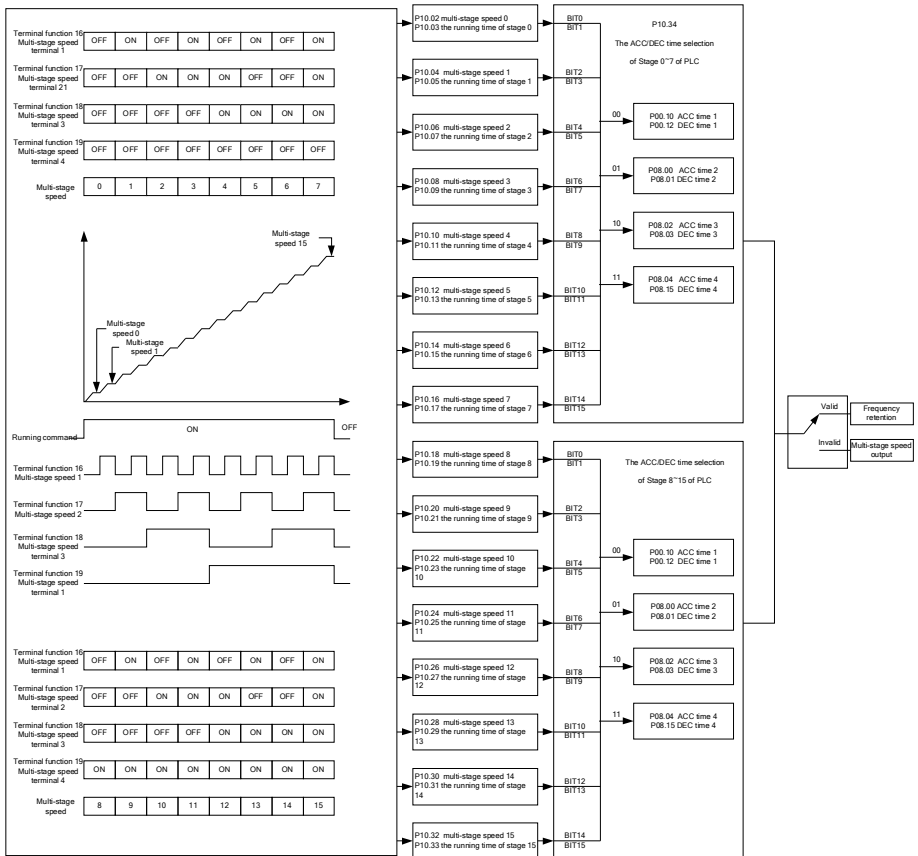 Terminal function 16
Multi-stage speed
terminal 1
OFF ON OFF ON OFF ON OFF ON
Terminal function 17
Multi-stage speed
terminal 21
OFF OFF ON ON OFF OFF ON ON
Terminal function 18
Multi-stage speed
terminal 3
OFF OFF OFF OFF ON ON ON ON
Terminal function 19
Multi-stage speed
terminal 4
OFF OFF OFF OFF OFF OFF OFF OFF
Multi-stage
speed
0 1 2 3 4 5 6 7
Multi-stage
speed 15
Multi-stage
speed 0
Multi-stage
speed 1
Running command
ON
OFF
Terminal function 16
Multi-stage speed 1
Terminal function 17
Multi-stage speed 2
Terminal function 18
Multi-stage speed
terminal 3
Terminal function 19
Multi-stage speed
terminal 1
Terminal function 16
Multi-stage speed
terminal 1
OFF ON OFF ON OFF ON OFF ON
Terminal function 17
Multi-stage speed
terminal 2
OFF OFF ON ON OFF OFF ON ON
Terminal function 18
Multi-stage speed
terminal 3
OFF OFF OFF OFF ON ON ON ON
Terminal function 19
Multi-stage speed
terminal 4
ON ON ON ON ON ON ON ON
Multi-stage
speed
8 9 10 11 12 13 14 15
P10.02 multi-stage speed 0
P10.03 the running time of stage 0
P10.04 multi-stage speed 1
P10.05 the running time of stage 1
P10.06 multi-stage speed 2
P10.07 the running time of stage 2
P10.08 multi-stage speed 3
P10.09 the running time of stage 3
P10.10 multi-stage speed 4
P10.11 the running time of stage 4
P10.12 multi-stage speed 5
P10.13 the running time of stage 5
P10.14 multi-stage speed 6
P10.15 the running time of stage 6
P10.16 multi-stage speed 7
P10.17 the running time of stage 7
P10.18 multi-stage speed 8
P10.19 the running time of stage 8
P10.20 multi-stage speed 9
P10.21 the running time of stage 9
P10.22 multi-stage speed 10
P10.23 the running time of stage
10
P10.24 multi-stage speed 11
P10.25 the running time of stage
11
P10.26 multi-stage speed 12
P10.27 the running time of stage
12
P10.28 multi-stage speed 13
P10.29 the running time of stage
13
P10.30 multi-stage speed 14
P10.31 the running time of stage
14
P10.32 multi-stage speed 15
P10.33 the running time of stage 15
BIT0
BIT1
BIT2
BIT3
BIT4
BIT5
BIT6
BIT7
BIT8
BIT9
BIT10
BIT11
BIT12
BIT13
BIT14
BIT15
P10.34
The ACC/DEC time selection
of Stage 0~7 of PLC
00
P00.10 ACC time 1
P00.12 DEC time 1
01
P08.00 ACC time 2
P08.01 DEC time 2
10
P08.02 ACC time 3
P08.03 DEC time 3
11
P08.04 ACC time 4
P08.15 DEC time 4
BIT0
BIT1
BIT2
BIT3
BIT4
BIT5
BIT6
BIT7
BIT8
BIT9
BIT10
BIT11
BIT12
BIT13
BIT14
BIT15
The ACC/DEC time selection
of Stage 8~15 of PLC
00
P00.10 ACC time 1
P00.12 DEC time 1
01
P08.00 ACC time 2
P08.01 DEC time 2
10
P08.02 ACC time 3
P08.03 DEC time 3
11
P08.04 ACC time 4
P08.15 DEC time 4
Valid
Frequency
retention
Invalid
Multi-stage speed
output